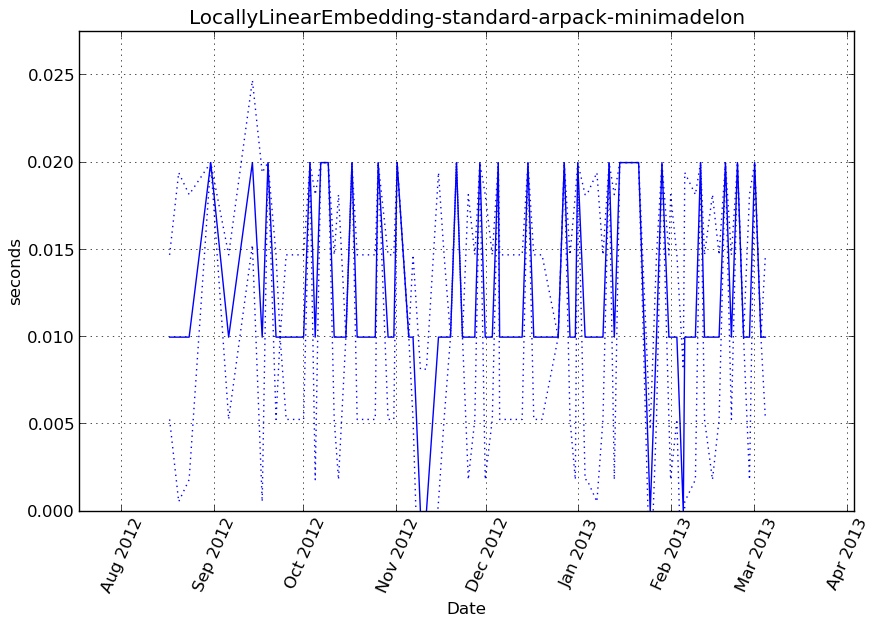 LocallyLinearEmbedding-standard-arpack-minimadelon
0.025
0.020
0.015
0.010
0.005
0.000
seconds
Aug 2012
Sep 2012
Oct 2012
Nov 2012
Dec 2012
Jan 2013
Feb 2013
Mar 2013
Apr 2013
Date